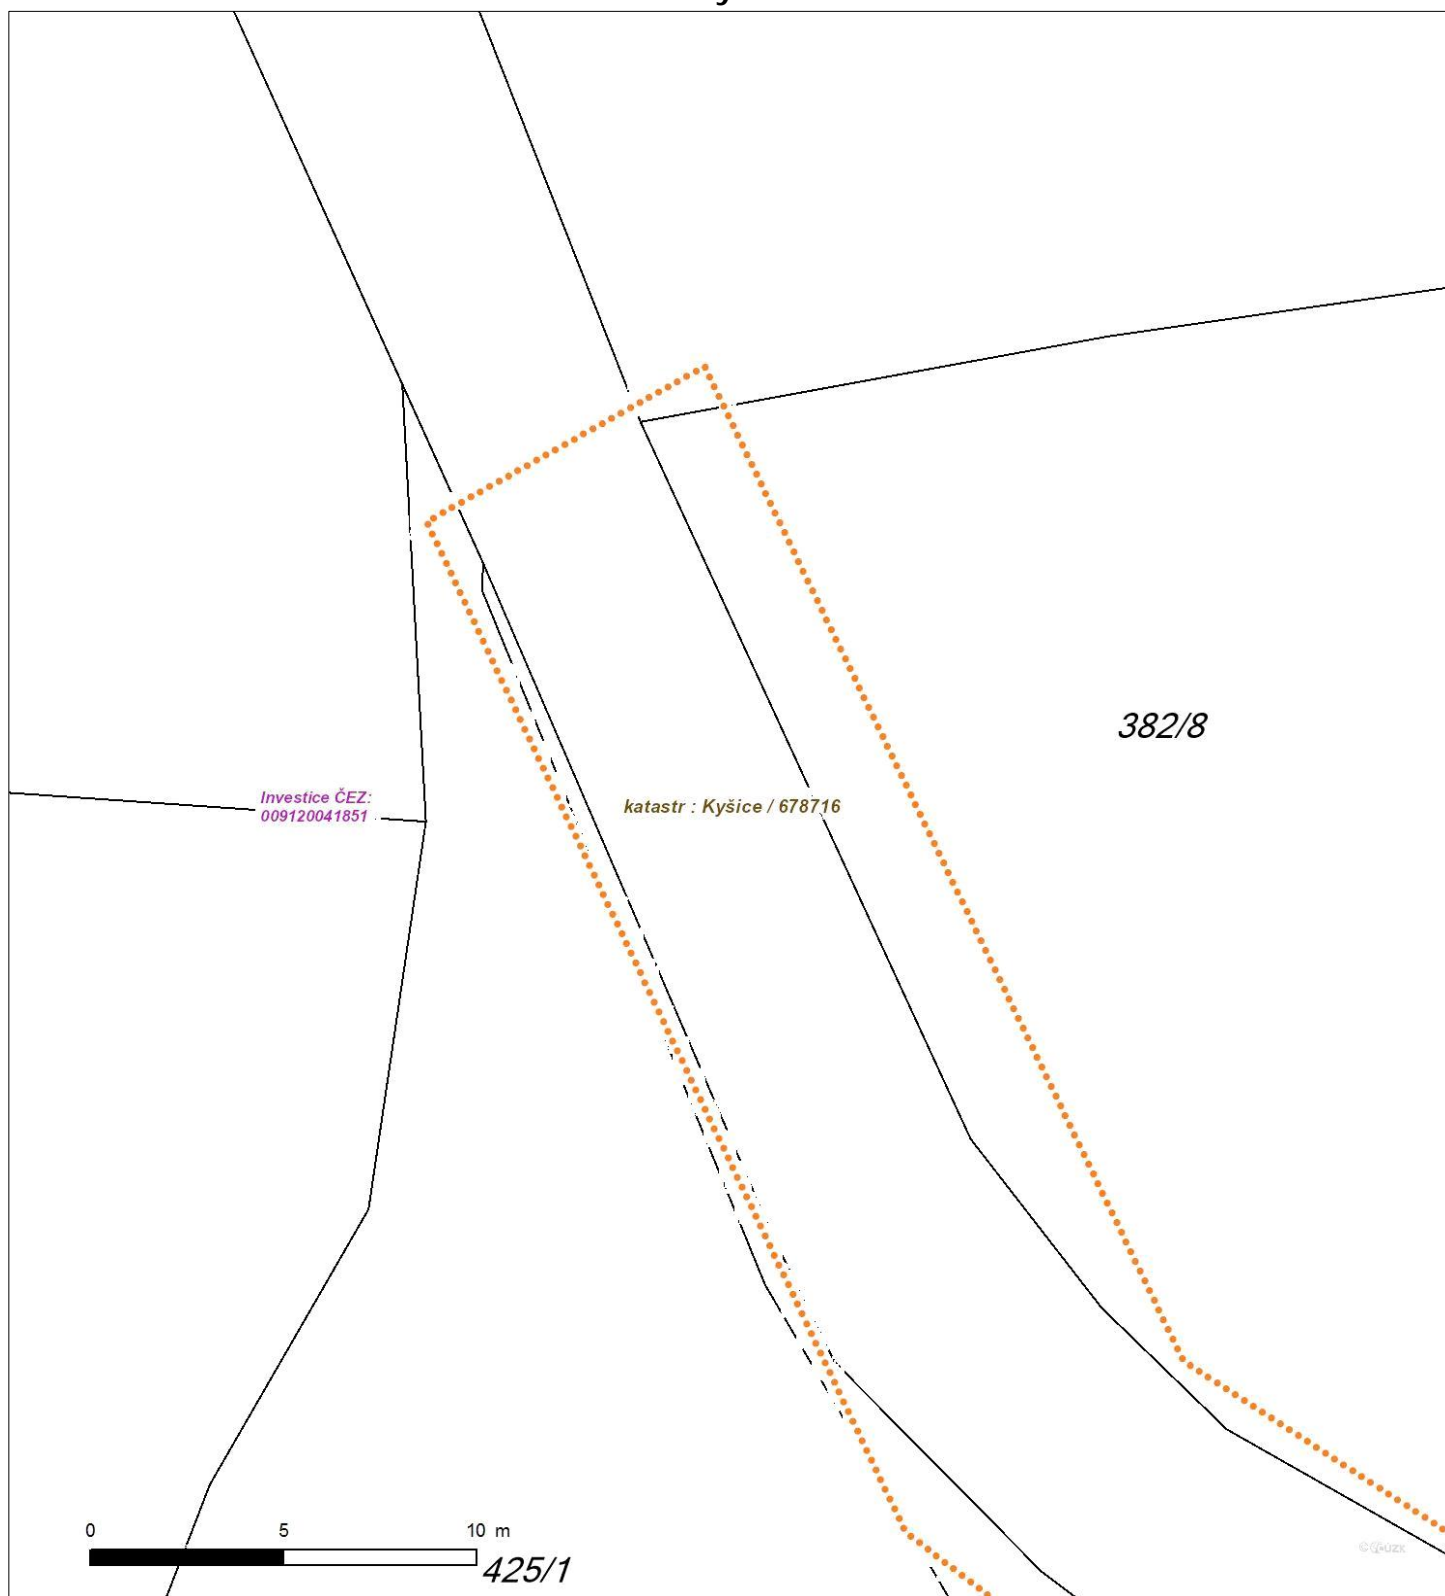 382/8
Investice ČEZ:
009120041851
katastr : Kyšice / 678716
0 5 10 m
425/1